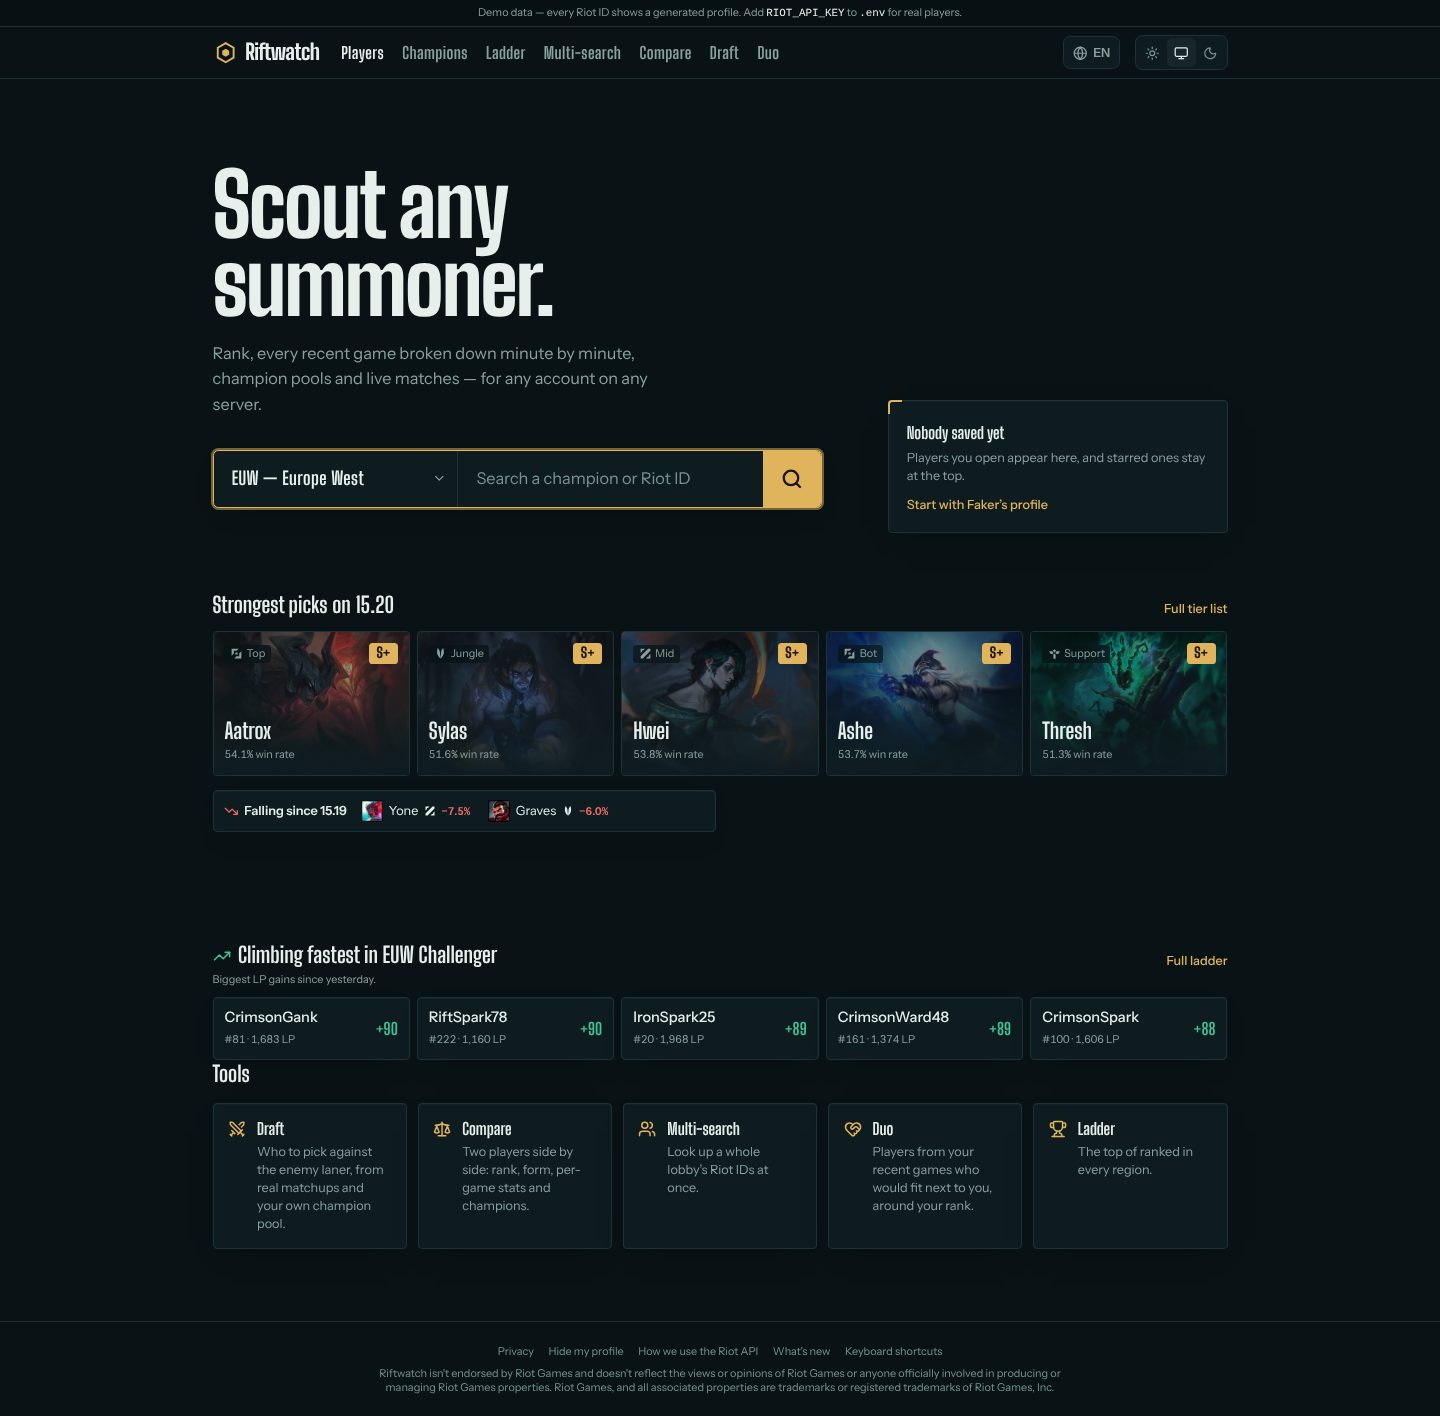 Demo data — every Riot ID shows a generated profile. Add RIOT_API_KEY to .env for real players.
Riftwatch Players Champions Ladder Multi-search Compare Draft Duo EN
Scout any
summoner.
Rank, every recent game broken down minute by minute,
champion pools and live matches — for any account on any
server.
EUW — Europe West Search a champion or Riot ID
Nobody saved yet
Players you open appear here, and starred ones stay
at the top.
Start with Faker's profile
Strongest picks on 15.20 Full tier list
Top S+
Aatrox
54.1% win rate
Jungle S+
Sylas
51.6% win rate
Mid S+
Hwei
53.8% win rate
Bot S+
Ashe
53.7% win rate
Support S+
Thresh
51.3% win rate
Falling since 15.19 Yone −7.5% Graves −6.0%
Climbing fastest in EUW Challenger Full ladder
Biggest LP gains since yesterday.
CrimsonGank
#81 · 1,683 LP
+90
RiftSpark78
#222 · 1,160 LP
+90
IronSpark25
#20 · 1,968 LP
+89
CrimsonWard48
#161 · 1,374 LP
+89
CrimsonSpark
#100 · 1,606 LP
+88
Tools
Draft
Who to pick against
the enemy laner, from
real matchups and
your own champion
pool.
Compare
Two players side by
side: rank, form, per-
game stats and
champions.
Multi-search
Look up a whole
lobby's Riot IDs at
once.
Duo
Players from your
recent games who
would fit next to you,
around your rank.
Ladder
The top of ranked in
every region.
Privacy Hide my profile How we use the Riot API What's new Keyboard shortcuts
Riftwatch isn't endorsed by Riot Games and doesn't reflect the views or opinions of Riot Games or anyone officially involved in producing or
managing Riot Games properties. Riot Games, and all associated properties are trademarks or registered trademarks of Riot Games, Inc.